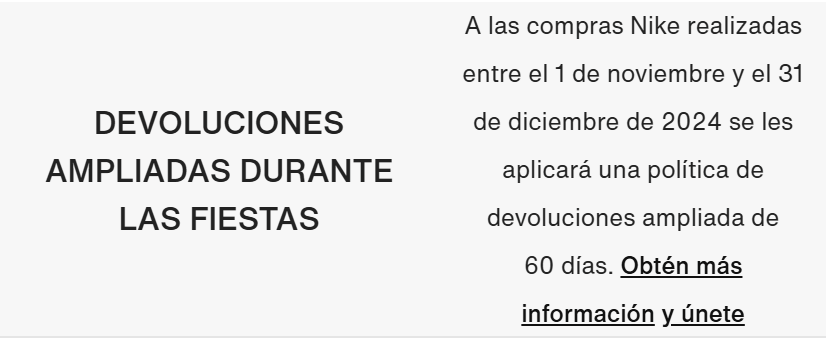 DEVOLUCIONES
AMPLIADAS DURANTE
LAS FIESTAS
A las compras Nike realizadas
entre el 1 de noviembre y el 31
de diciembre de 2024 se les
aplicará una política de
devoluciones ampliada de
60 días. Obtén más
información y únete